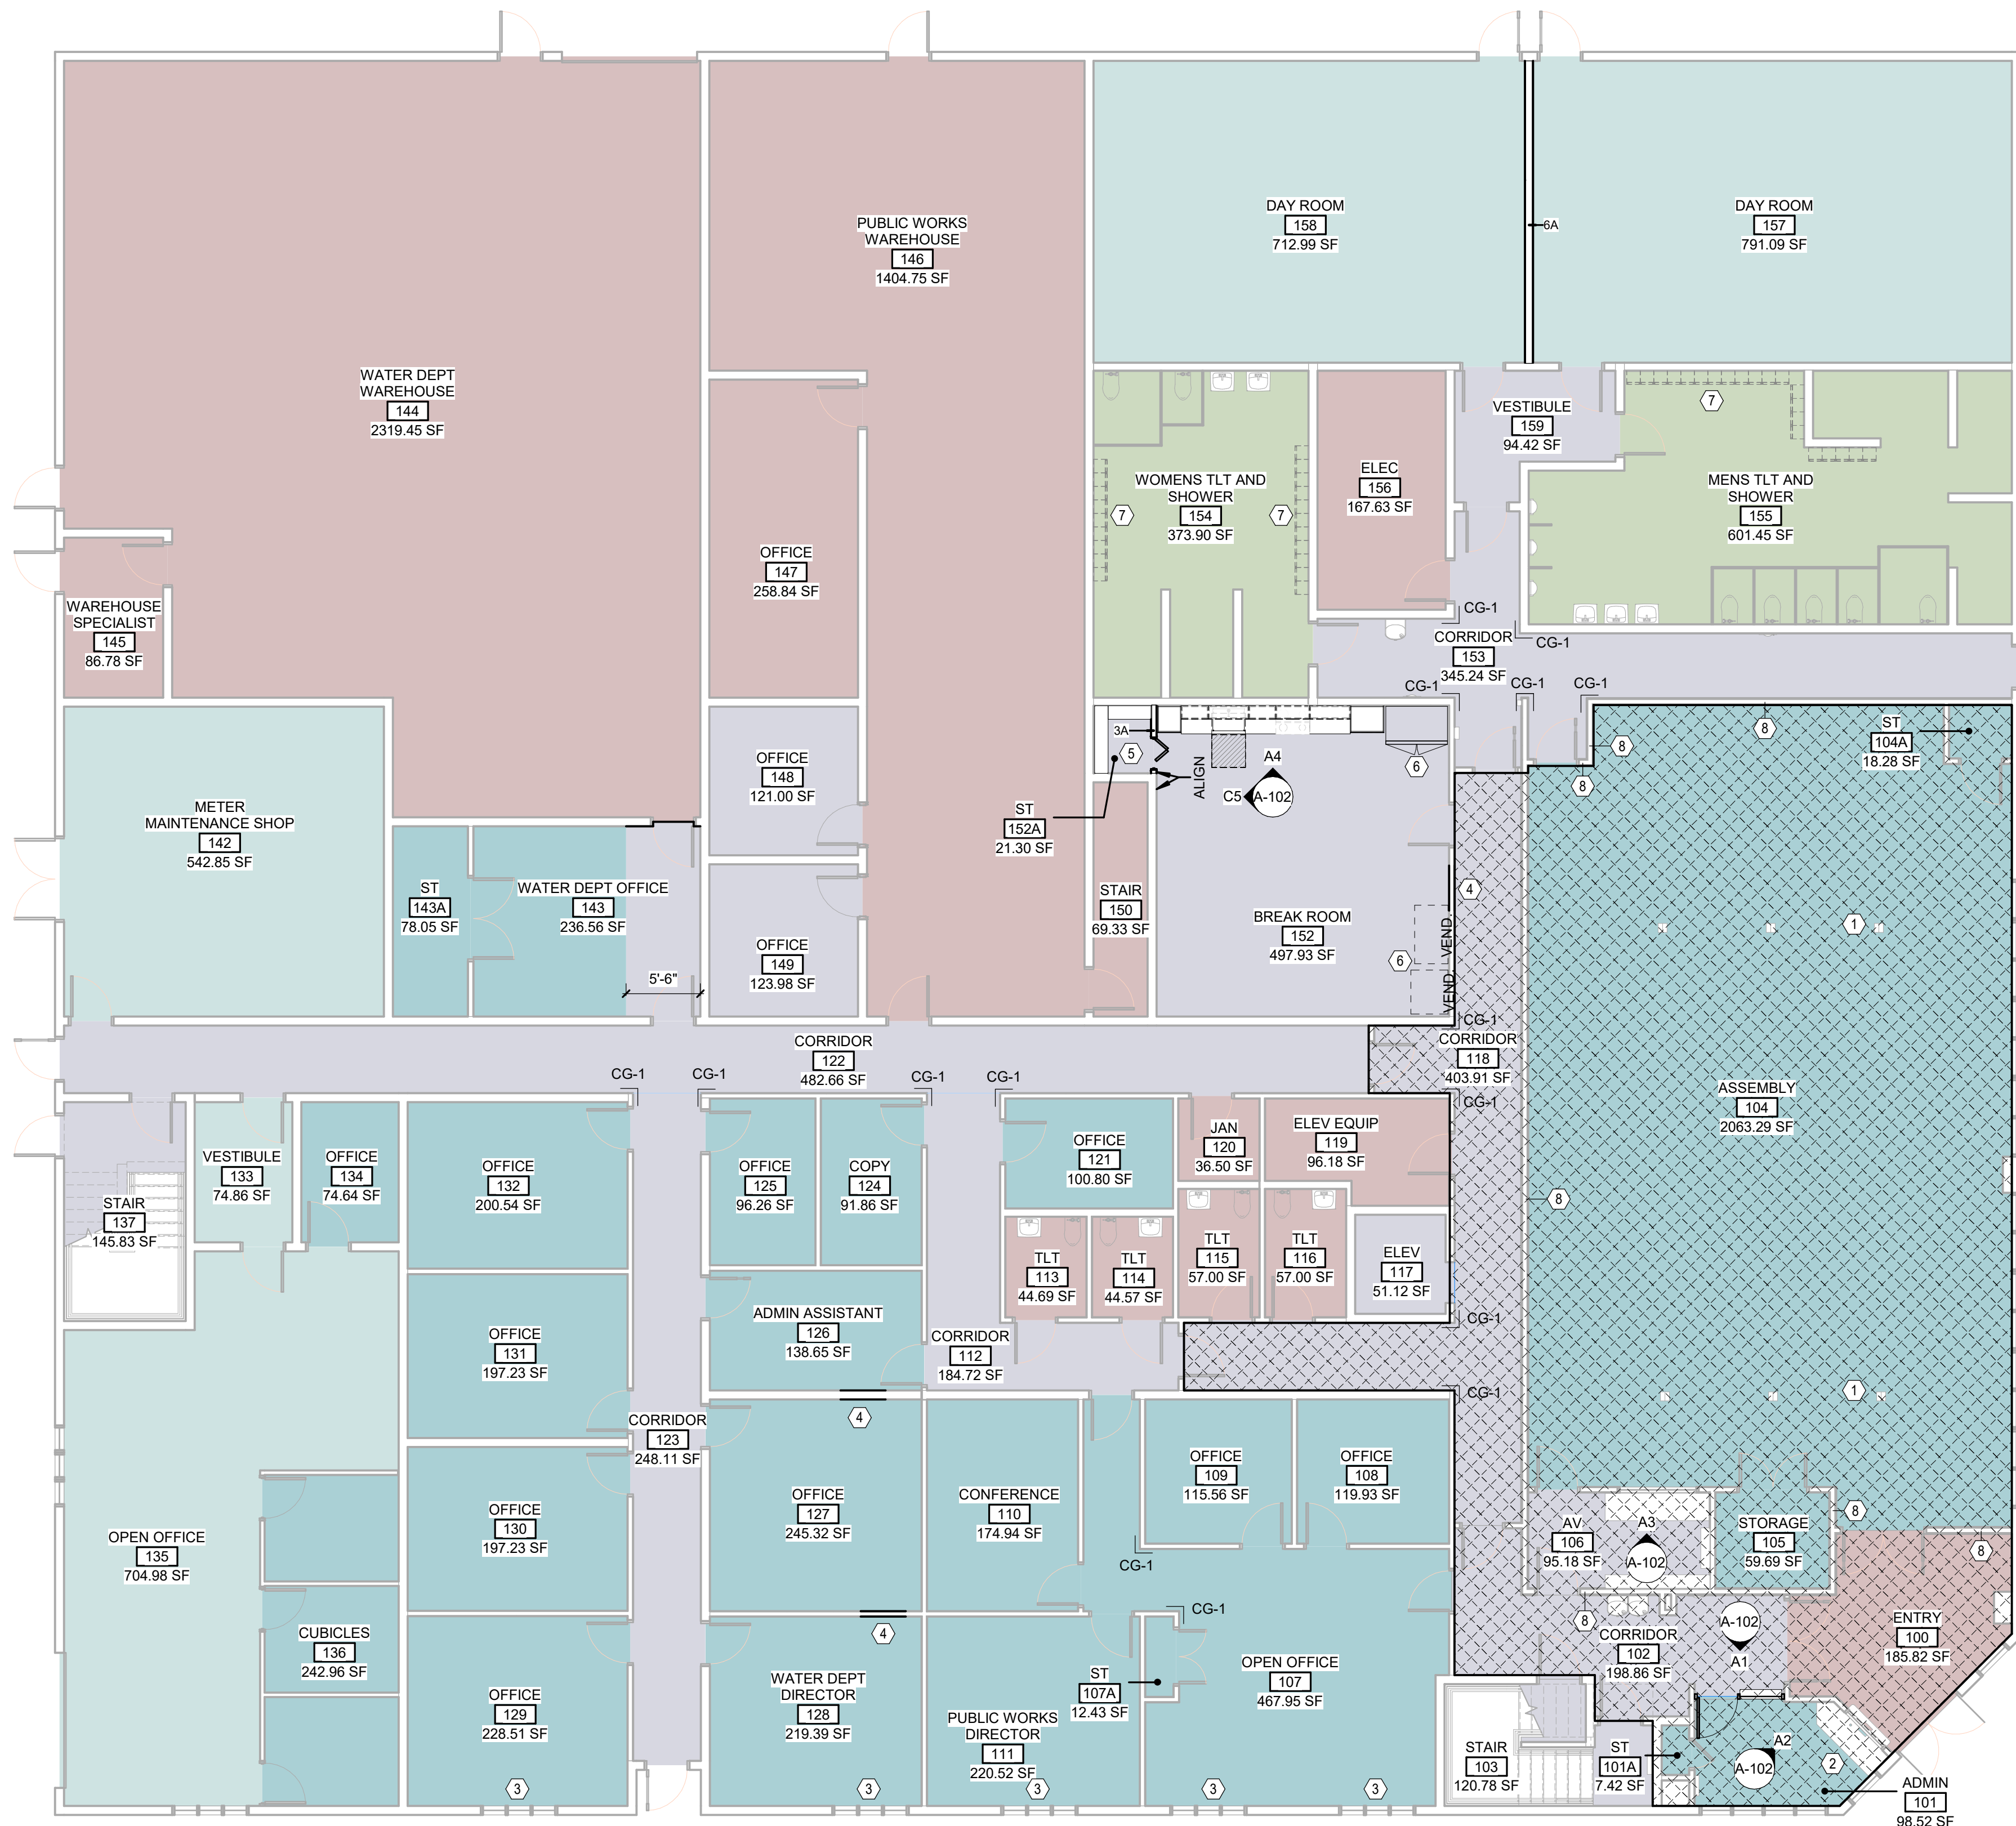 DAY ROOM
158
712.99 SF
6A
DAY ROOM
157
791.09 SF
PUBLIC WORKS
WAREHOUSE
146
1404.75 SF
WATER DEPT
WAREHOUSE
144
2319.45 SF
7
VESTIBULE
159
94.42 SF
WOMENS TLT AND
SHOWER
154
373.90 SF
7
7
ELEC
156
167.63 SF
MENS TLT AND
SHOWER
155
601.45 SF
OFFICE
147
258.84 SF
WAREHOUSE
SPECIALIST
145
86.78 SF
CG-1
CORRIDOR
153
345.24 SF
CG-1
CG-1
CG-1
CG-1
3A
5
ALIGN
A4
C5
A-102
6
8
8
8
ST
104A
18.28 SF
OFFICE
148
121.00 SF
METER
MAINTENANCE SHOP
142
542.85 SF
ST
152A
21.30 SF
ST
143A
78.05 SF
WATER DEPT OFFICE
143
236.56 SF
5'-6"
OFFICE
149
123.98 SF
STAIR
150
69.33 SF
BREAK ROOM
152
497.93 SF
4
VEND.
VEND.
6
1
CG-1
CORRIDOR
122
482.66 SF
CORRIDOR
118
403.91 SF
CG-1
CG-1
CG-1
CG-1
CG-1
ASSEMBLY
104
2063.29 SF
STAIR
137
145.83 SF
VESTIBULE
133
74.86 SF
OFFICE
134
74.64 SF
OFFICE
132
200.54 SF
OFFICE
125
96.26 SF
COPY
124
91.86 SF
OFFICE
121
100.80 SF
JAN
120
36.50 SF
ELEV EQUIP
119
96.18 SF
8
TLT
113
44.69 SF
TLT
114
44.57 SF
TLT
115
57.00 SF
TLT
116
57.00 SF
ELEV
117
51.12 SF
CG-1
OFFICE
131
197.23 SF
ADMIN ASSISTANT
126
138.65 SF
CORRIDOR
112
184.72 SF
CG-1
1
4
CORRIDOR
123
248.11 SF
OFFICE
109
115.56 SF
OFFICE
108
119.93 SF
OPEN OFFICE
135
704.98 SF
OFFICE
130
197.23 SF
OFFICE
127
245.32 SF
CONFERENCE
110
174.94 SF
CG-1
AV
106
95.18 SF
A3
A-102
STORAGE
105
59.69 SF
8
8
CUBICLES
136
242.96 SF
4
CG-1
8
CORRIDOR
102
198.86 SF
A-102
A1
ENTRY
100
185.82 SF
OFFICE
129
228.51 SF
WATER DEPT
DIRECTOR
128
219.39 SF
PUBLIC WORKS
DIRECTOR
111
220.52 SF
ST
107A
12.43 SF
OPEN OFFICE
107
467.95 SF
STAIR
103
120.78 SF
ST
101A
7.42 SF
A2
A-102
2
3
3
3
3
3
ADMIN
101
98.52 SF